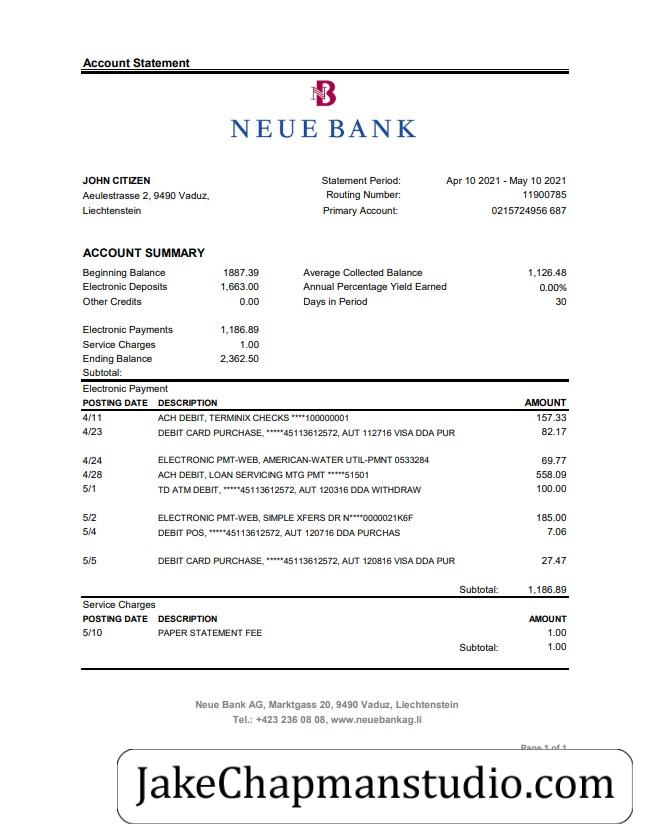 Account Statement
NB
NEUE BANK
JOHN CITIZEN
Aeulestrasse 2, 9490 Vaduz,
Liechtenstein
Statement Period: Apr 10 2021 - May 10 2021
Routing Number: 11900785
Primary Account: 0215724956 687
ACCOUNT SUMMARY
Beginning Balance 1887.39 Average Collected Balance 1,126.48
Electronic Deposits 1,663.00 Annual Percentage Yield Earned 0.00%
Other Credits 0.00 Days in Period 30
Electronic Payments 1,186.89
Service Charges 1.00
Ending Balance 2,362.50
Subtotal:
Electronic Payment
POSTING DATE DESCRIPTION AMOUNT
4/11 ACH DEBIT, TERMINIX CHECKS ****100000001 157.33
4/23 DEBIT CARD PURCHASE, *****45113612572, AUT 112716 VISA DDA PUR 82.17
4/24 ELECTRONIC PMT-WEB, AMERICAN-WATER UTIL-PMNT 0533284 69.77
4/28 ACH DEBIT, LOAN SERVICING MTG PMT *****51501 558.09
5/1 TD ATM DEBIT, *****45113612572, AUT 120316 DDA WITHDRAW 100.00
5/2 ELECTRONIC PMT-WEB, SIMPLE XFERS DR N****0000021K6F 185.00
5/4 DEBIT POS, *****45113612572, AUT 120716 DDA PURCHAS 7.06
5/5 DEBIT CARD PURCHASE, *****45113612572, AUT 120816 VISA DDA PUR 27.47
Subtotal: 1,186.89
Service Charges
POSTING DATE DESCRIPTION AMOUNT
5/10 PAPER STATEMENT FEE 1.00
Subtotal: 1.00
Neue Bank AG, Marktgass 20, 9490 Vaduz, Liechtenstein
Tel.: +423 236 08 08, www.neuebankag.li
Page 1 of 1
JakeChapmanstudio.com